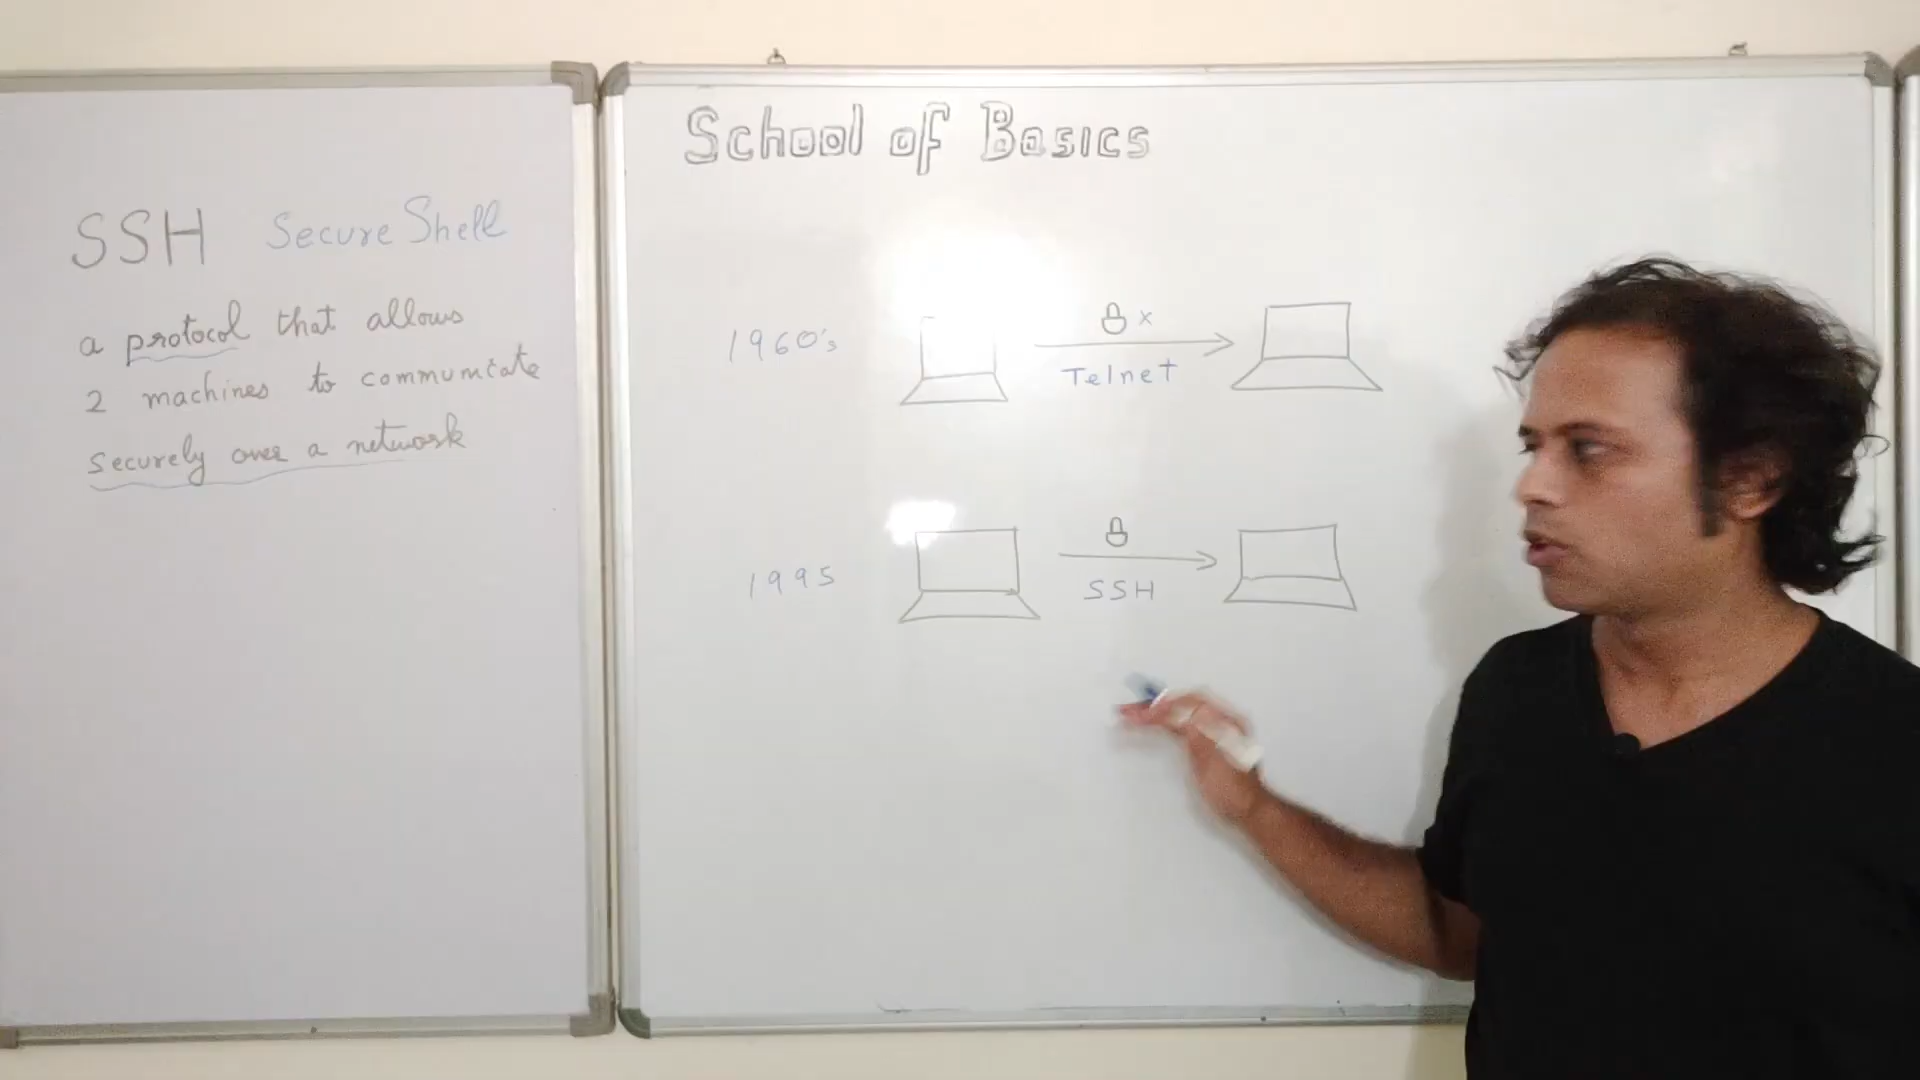 SSH Secure Shell
a protocol that allows
2 machines to communicate
securely over a network
School of Basics
1960's
x
Telnet
1995
SSH